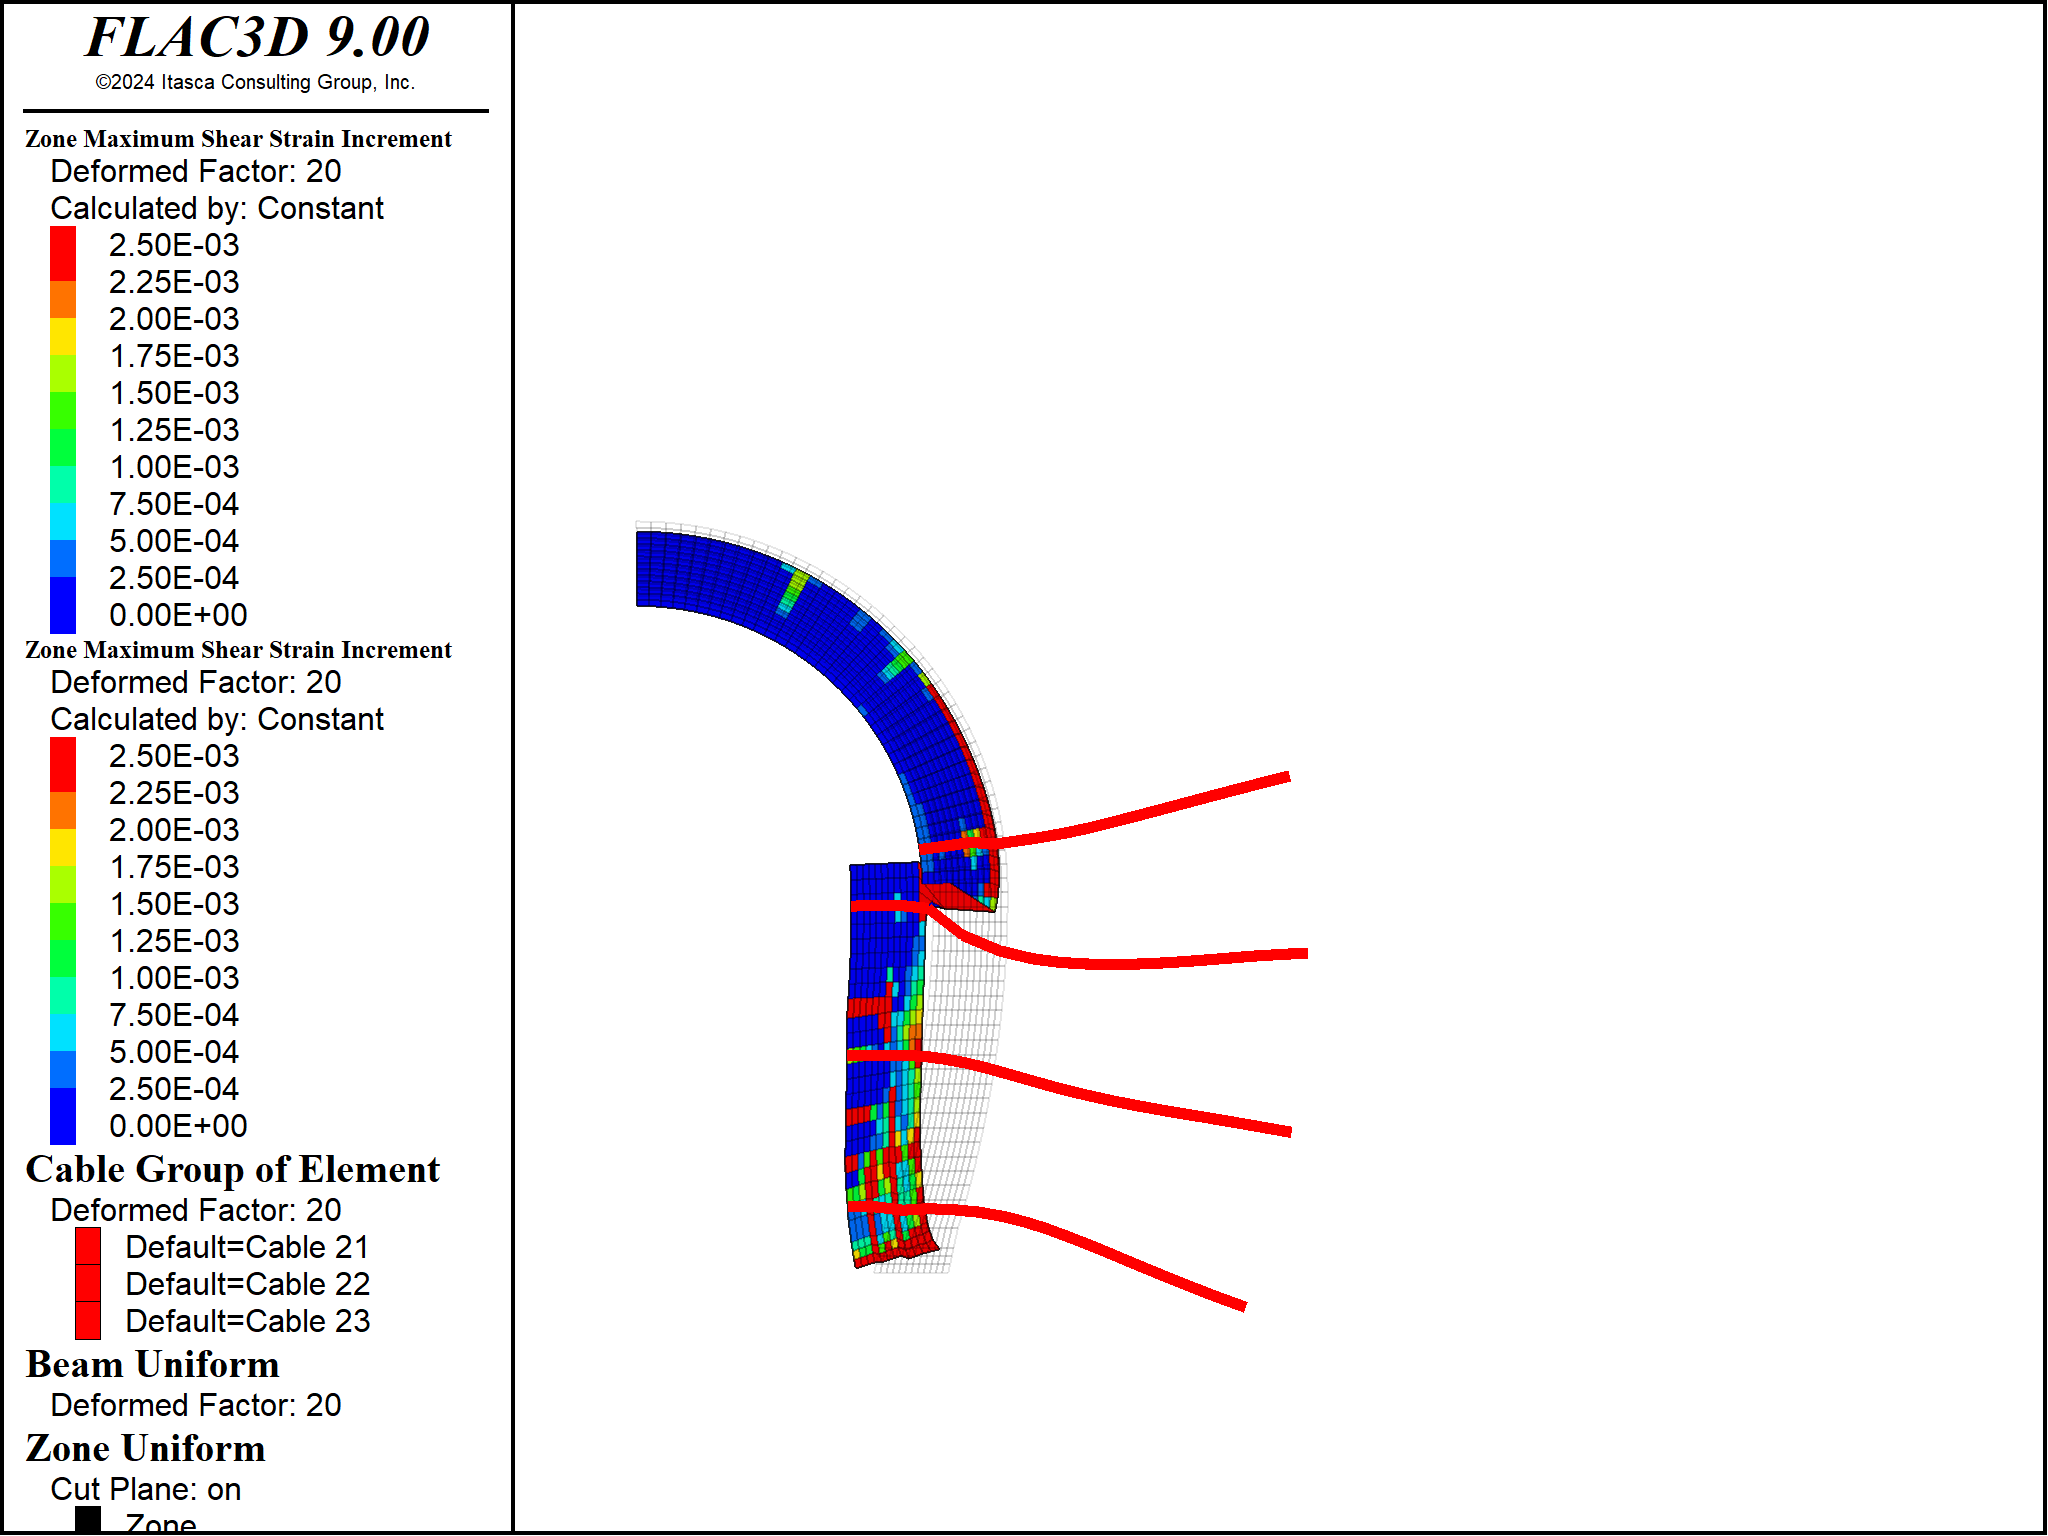 FLAC3D 9.00
©2024 Itasca Consulting Group, Inc.
Zone Maximum Shear Strain Increment
Deformed Factor: 20
Calculated by: Constant
2.50E-03
2.25E-03
2.00E-03
1.75E-03
1.50E-03
1.25E-03
1.00E-03
7.50E-04
5.00E-04
2.50E-04
0.00E+00
Zone Maximum Shear Strain Increment
Deformed Factor: 20
Calculated by: Constant
2.50E-03
2.25E-03
2.00E-03
1.75E-03
1.50E-03
1.25E-03
1.00E-03
7.50E-04
5.00E-04
2.50E-04
0.00E+00
Cable Group of Element
Deformed Factor: 20
Default=Cable 21
Default=Cable 22
Default=Cable 23
Beam Uniform
Deformed Factor: 20
Zone Uniform
Cut Plane: on
Zone